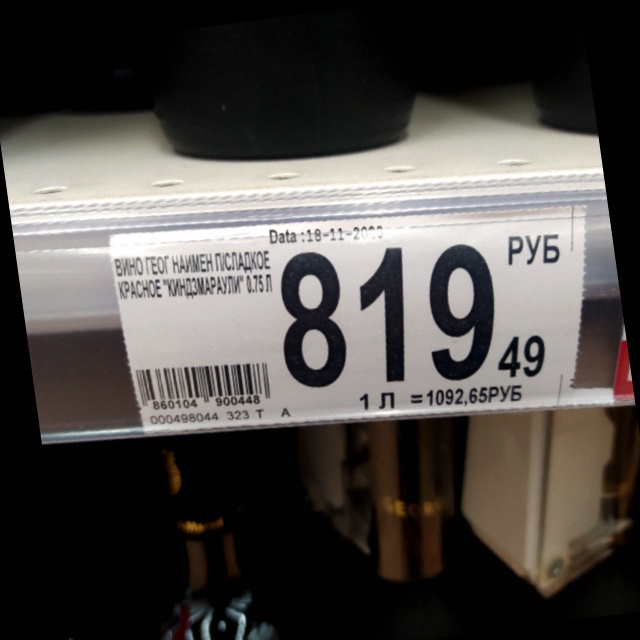 Data :18-11-
ВИНО ГЕОГ НАИМЕН П\СЛАДКОЕ
КРАСНОЕ "КИНДЗМАРАУЛИ" 0.75 Л
819 49 РУБ
1 Л =1092,65РУБ
860104 900448
000498044 323 Т А